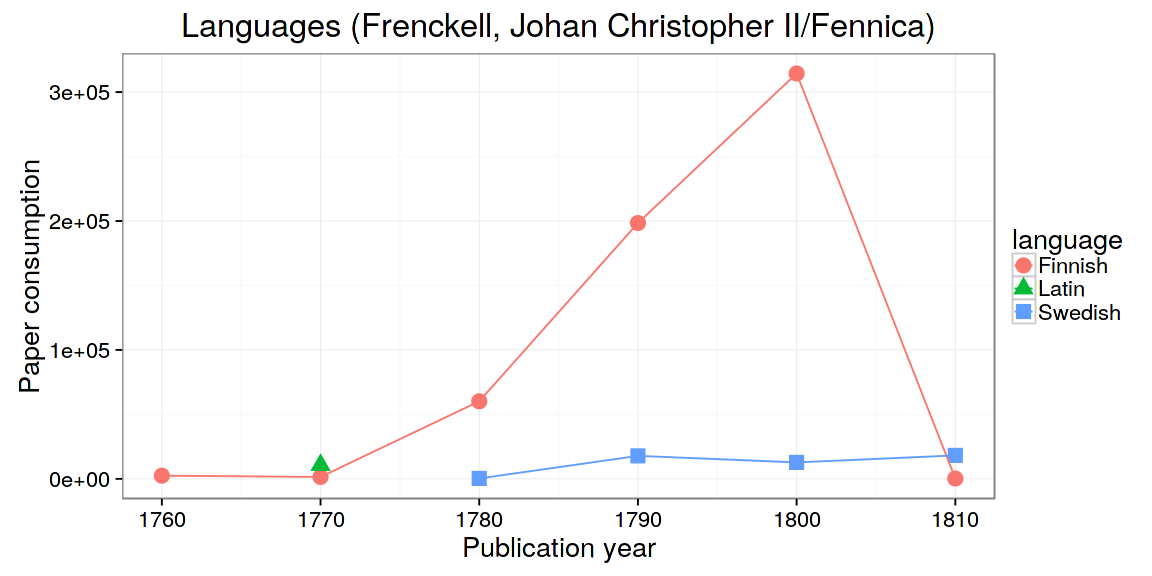 Languages (Frenckell, Johan Christopher II/Fennica)
Paper consumption
3e+05
2e+05
1e+05
0e+00
1760 1770 1780 1790 1800 1810
Publication year
language
Finnish
Latin
Swedish